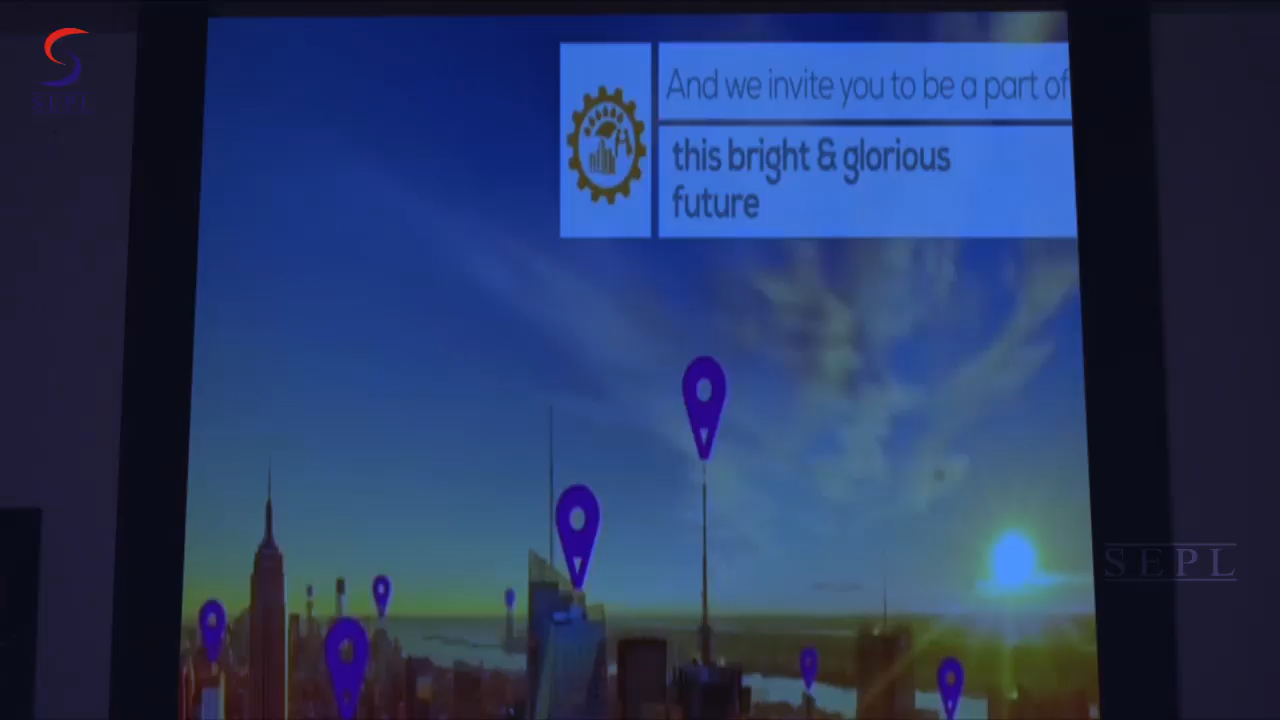 SEPL
And we invite you to be a part of
this bright & glorious
future
SEPL